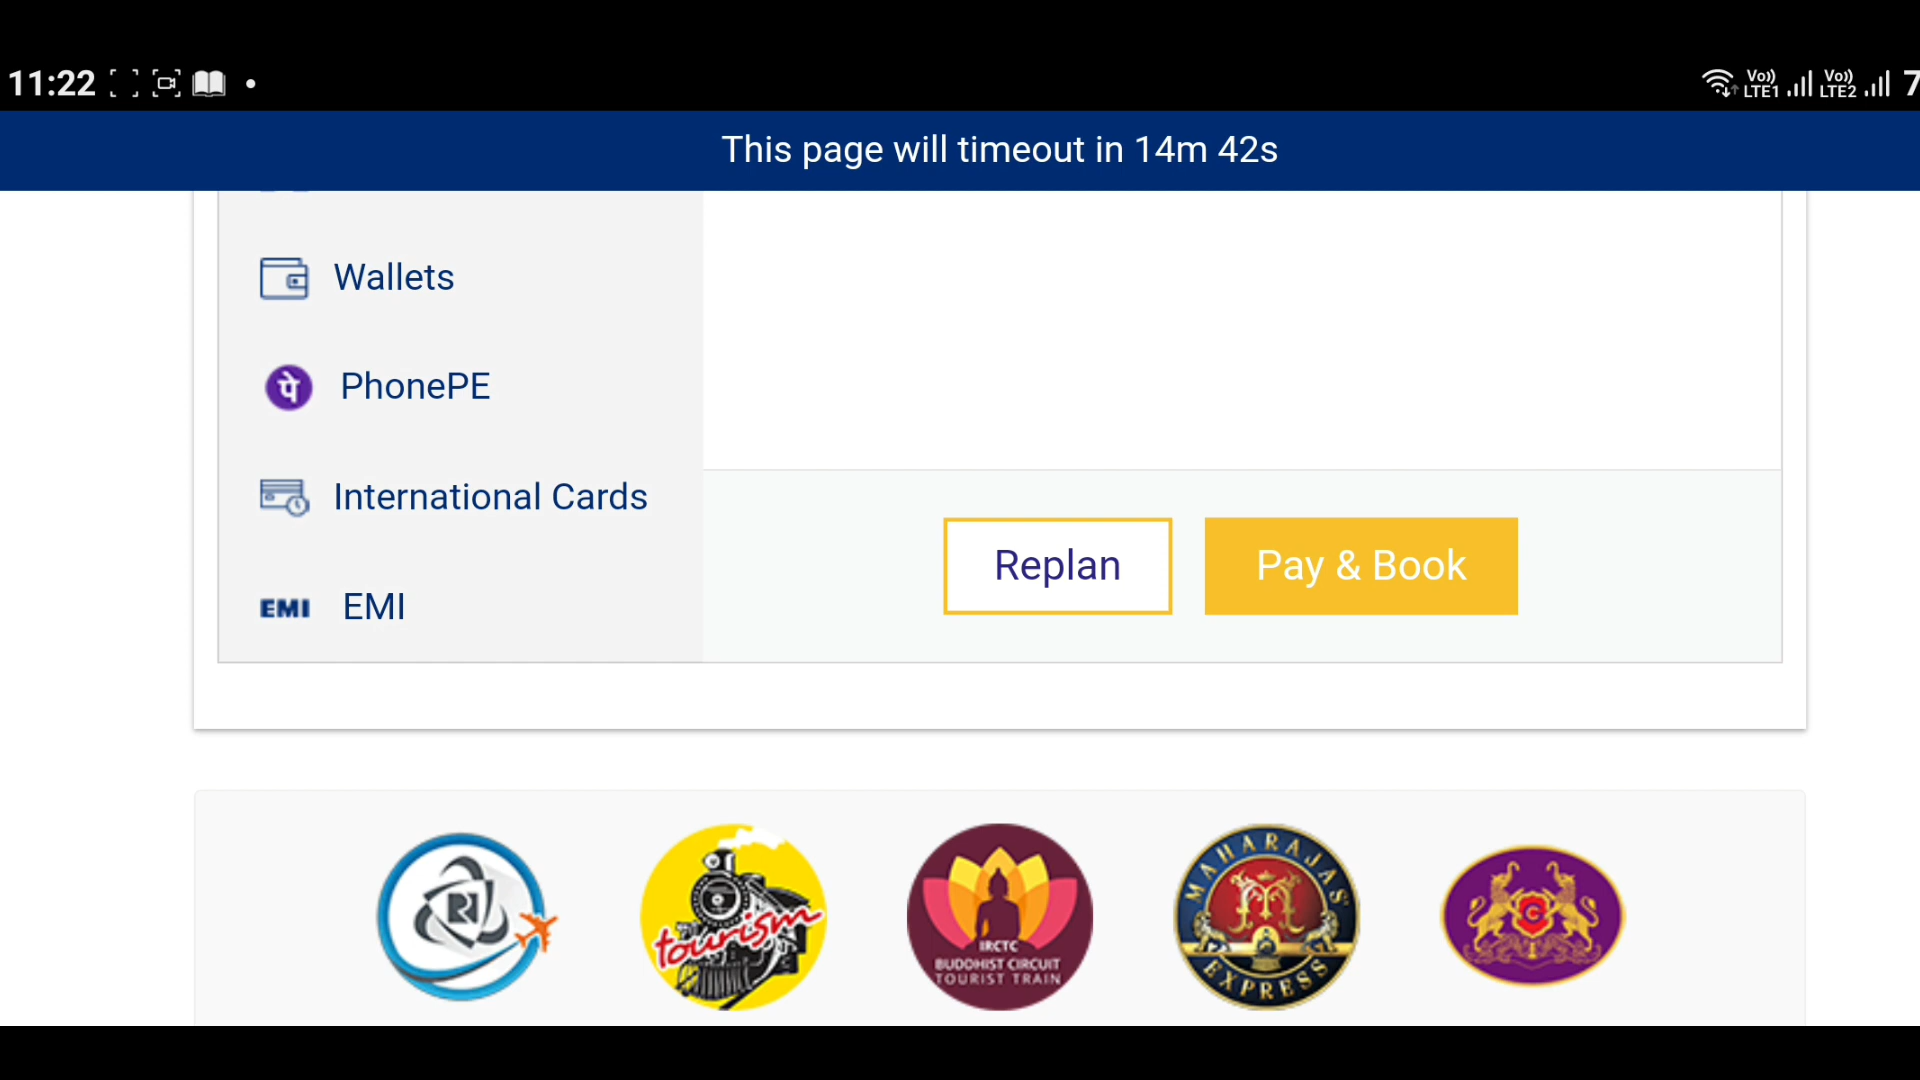 11:22
Vo))
LTE1
Vo))
LTE2
7
This page will timeout in 14m 42s
Wallets
पे PhonePE
International Cards
EMI EMI
Replan
Pay & Book
tourism
IRCTC
BUDDHIST CIRCUIT
TOURIST TRAIN
MAHARAJAS'
M
EXPRESS